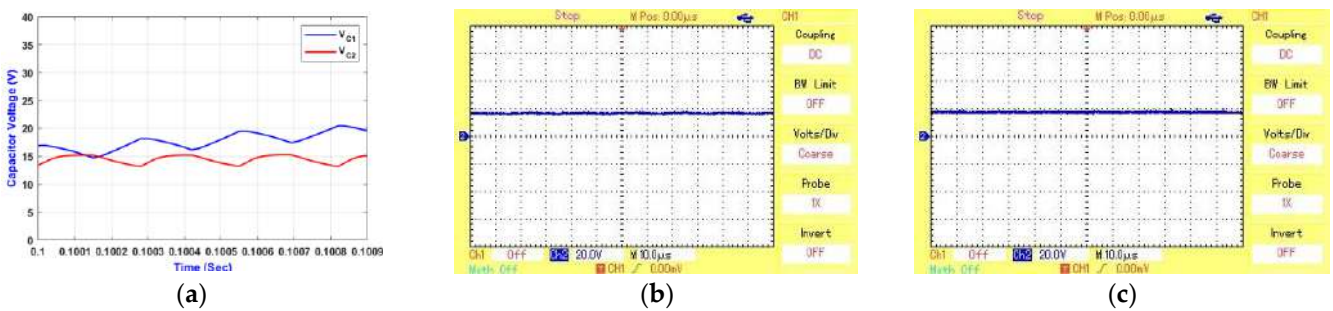 40
35
30
25
20
15
10
5
0
Capacitor Voltage (V)
V_C1
V_C2
0.1 0.1001 0.1002 0.1003 0.1004 0.1005 0.1006 0.1007 0.1008 0.1009
Time (Sec)
(a)
Stop M Pos: 0.00μs CH1
Coupling
DC
BW Limit
OFF
Volts/Div
Coarse
Probe
1X
Invert
OFF
2
Ch1 Off Ch2 20.0V M 10.0μs
Math Off T CH1 0.00mV
(b)
Stop M Pos: 0.00μs CH1
Coupling
DC
BW Limit
OFF
Volts/Div
Coarse
Probe
1X
Invert
OFF
2
Ch1 Off Ch2 20.0V M 10.0μs
Math Off T CH1 0.00mV
(c)